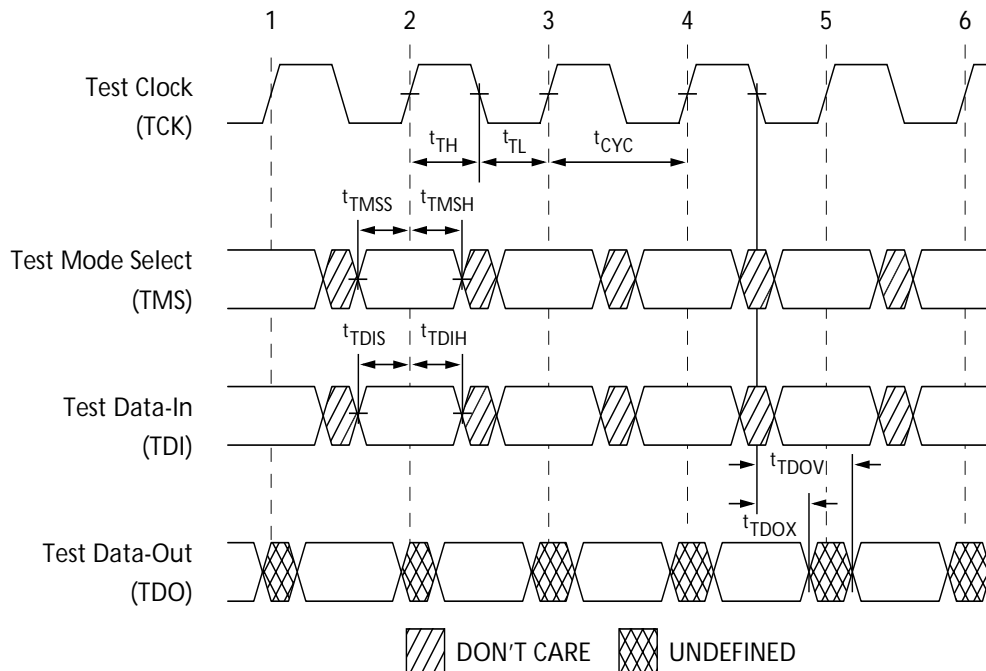 1 2 3 4 5 6
Test Clock
(TCK)
tTH tTL tCYC
tTMSS tTMSH
Test Mode Select
(TMS)
tTDIS tTDIH
Test Data-In
(TDI)
tTDOV
tTDOX
Test Data-Out
(TDO)
DON'T CARE UNDEFINED